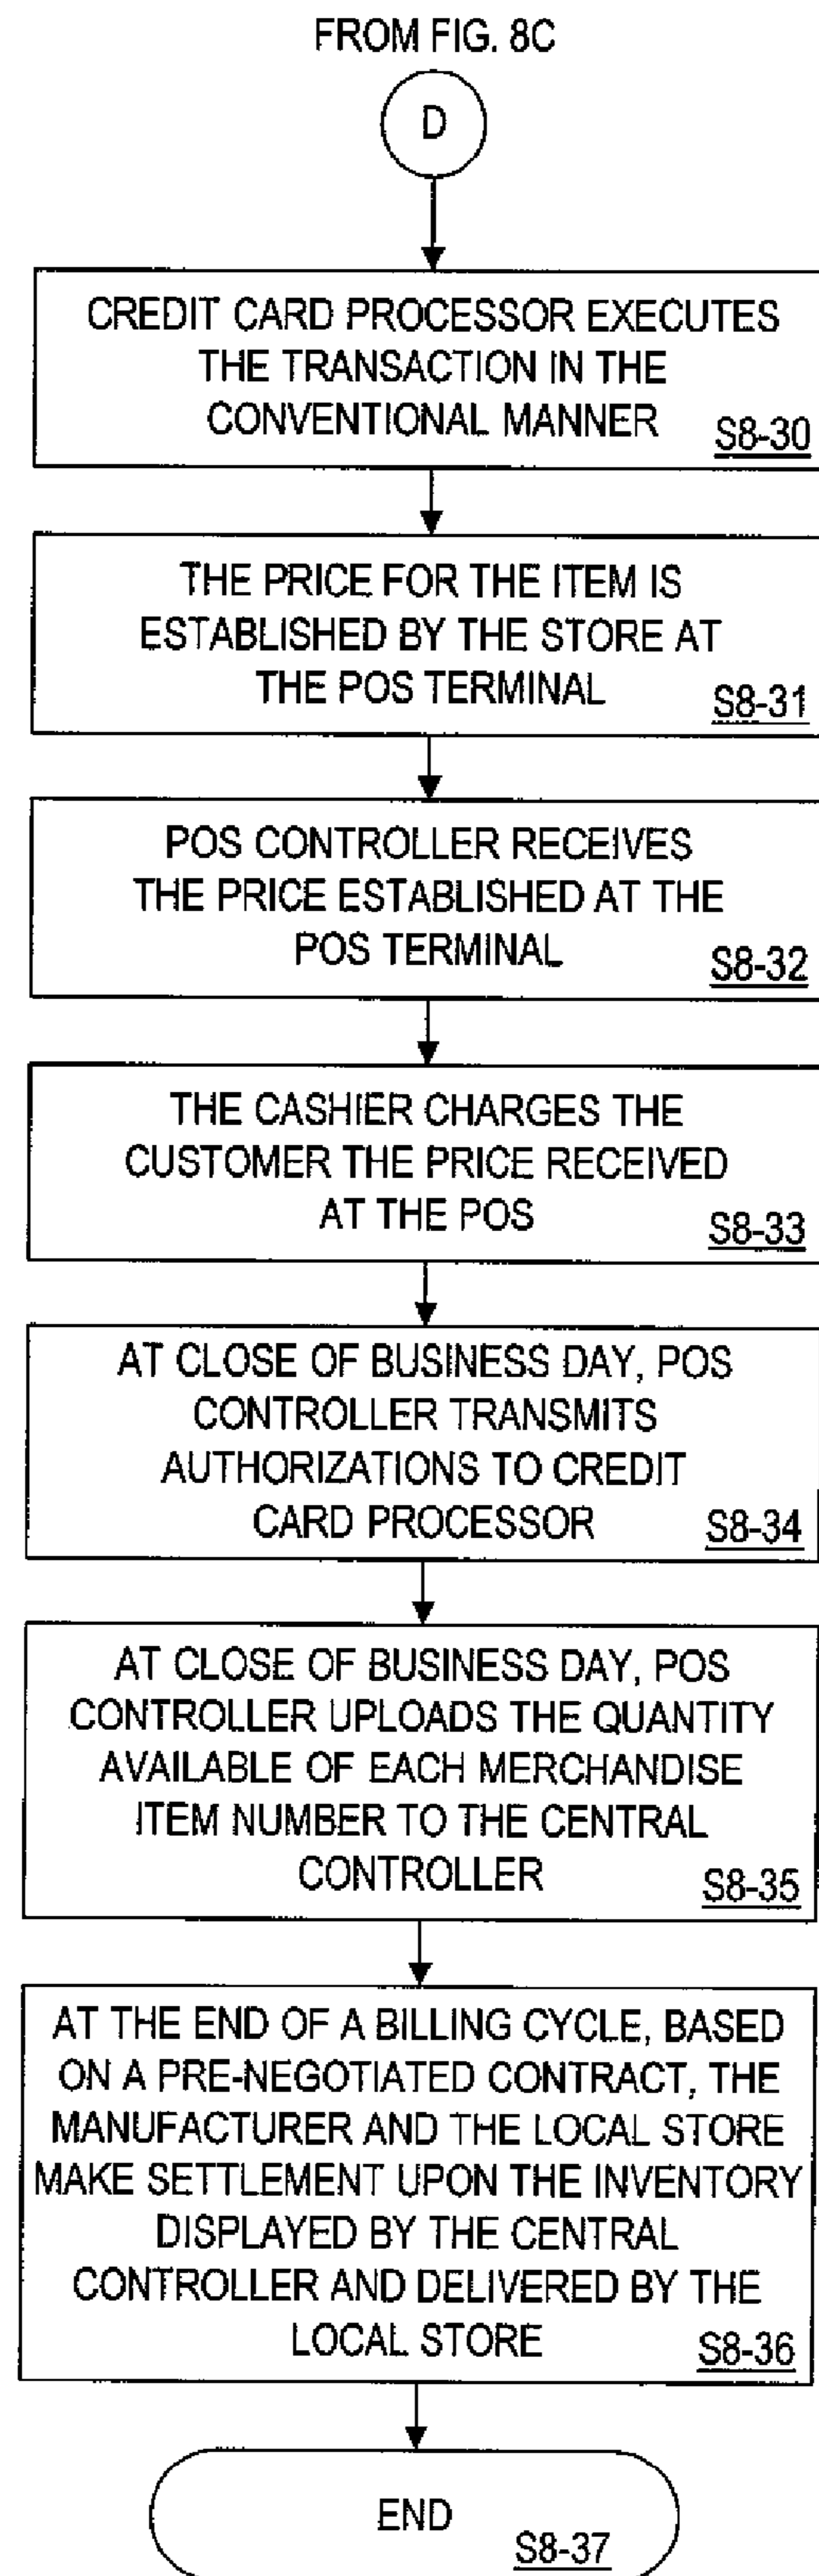 FROM FIG. 8C
D
CREDIT CARD PROCESSOR EXECUTES
THE TRANSACTION IN THE
CONVENTIONAL MANNER
S8-30
THE PRICE FOR THE ITEM IS
ESTABLISHED BY THE STORE AT
THE POS TERMINAL
S8-31
POS CONTROLLER RECEIVES
THE PRICE ESTABLISHED AT THE
POS TERMINAL
S8-32
THE CASHIER CHARGES THE
CUSTOMER THE PRICE RECEIVED
AT THE POS
S8-33
AT CLOSE OF BUSINESS DAY, POS
CONTROLLER TRANSMITS
AUTHORIZATIONS TO CREDIT
CARD PROCESSOR
S8-34
AT CLOSE OF BUSINESS DAY, POS
CONTROLLER UPLOADS THE QUANTITY
AVAILABLE OF EACH MERCHANDISE
ITEM NUMBER TO THE CENTRAL
CONTROLLER
S8-35
AT THE END OF A BILLING CYCLE, BASED
ON A PRE-NEGOTIATED CONTRACT, THE
MANUFACTURER AND THE LOCAL STORE
MAKE SETTLEMENT UPON THE INVENTORY
DISPLAYED BY THE CENTRAL
CONTROLLER AND DELIVERED BY THE
LOCAL STORE
S8-36
END
S8-37